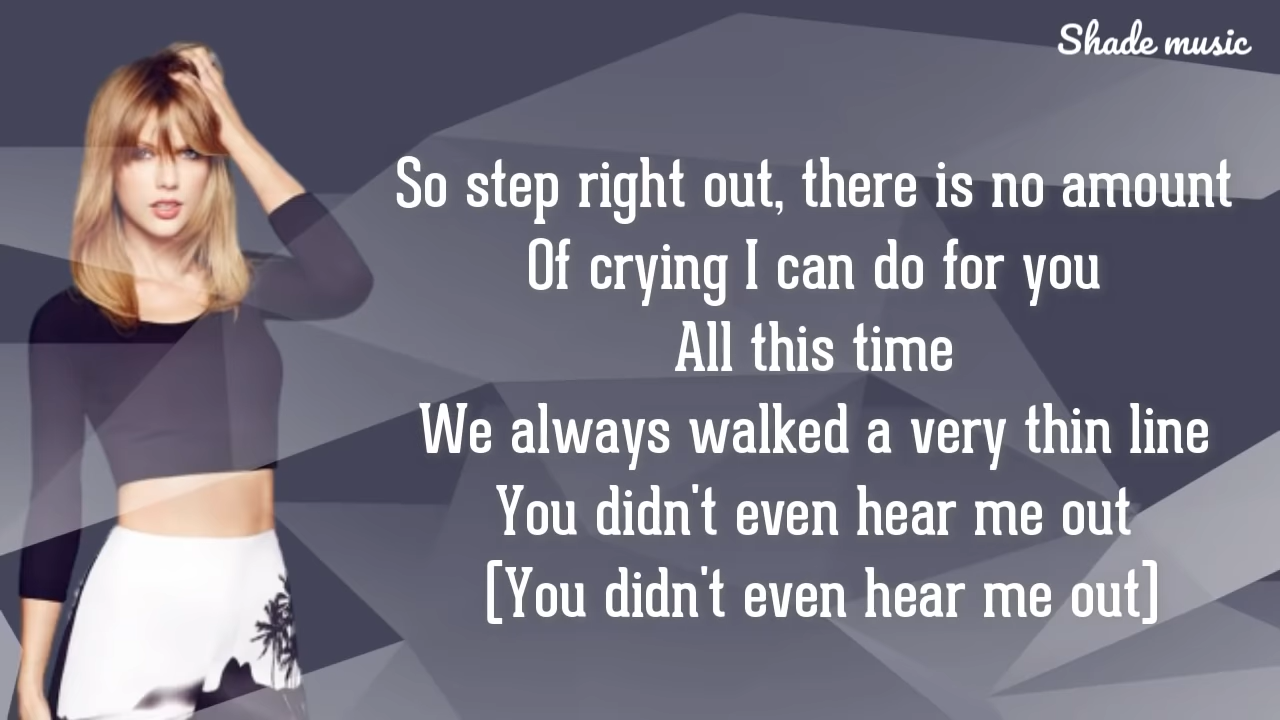 Shade music
So step right out, there is no amount
Of crying I can do for you
All this time
We always walked a very thin line
You didn't even hear me out
[You didn't even hear me out]